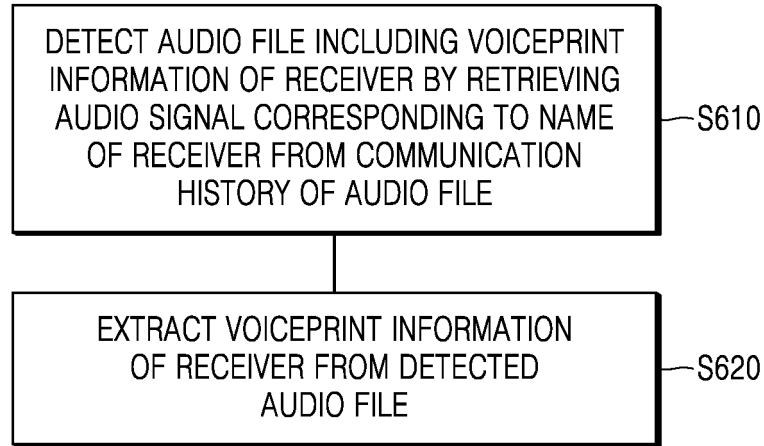 DETECT AUDIO FILE INCLUDING VOICEPRINT
INFORMATION OF RECEIVER BY RETRIEVING
AUDIO SIGNAL CORRESPONDING TO NAME
OF RECEIVER FROM COMMUNICATION
HISTORY OF AUDIO FILE
S610
EXTRACT VOICEPRINT INFORMATION
OF RECEIVER FROM DETECTED
AUDIO FILE
S620